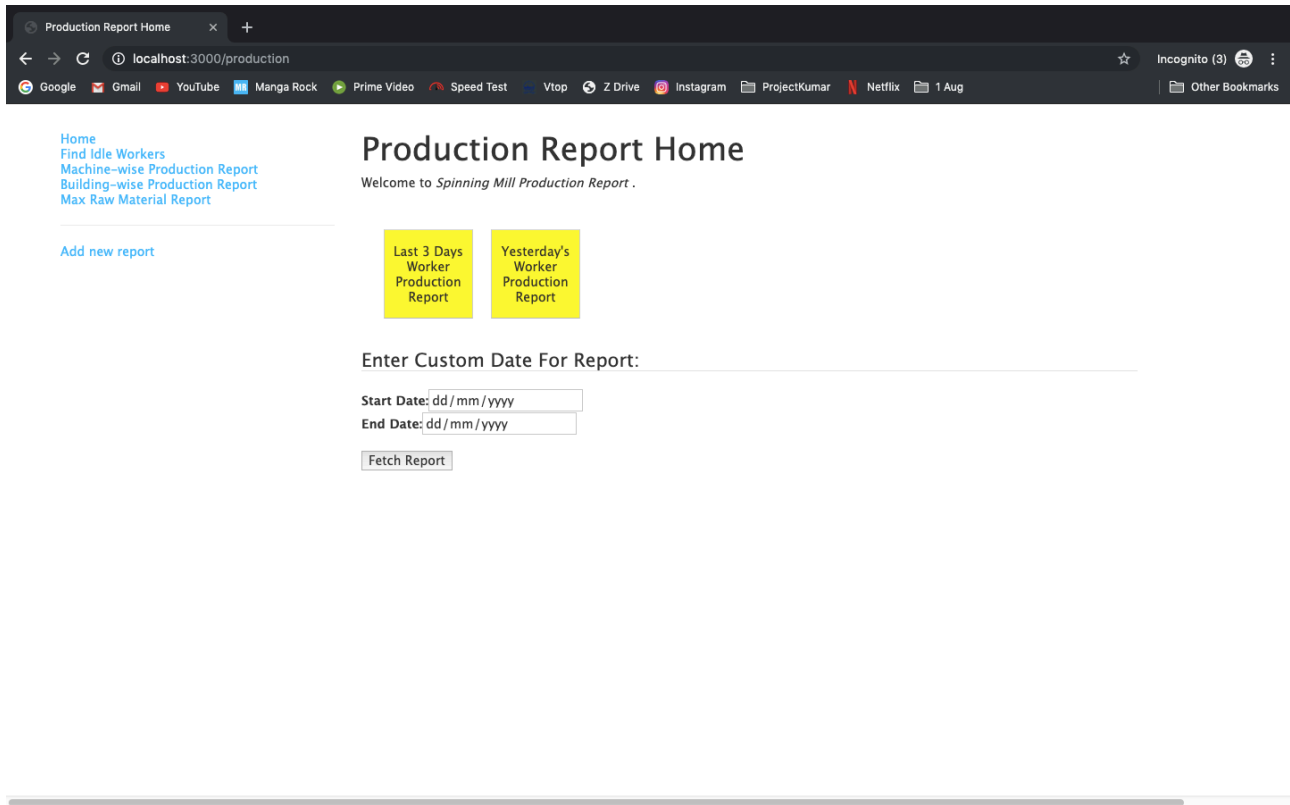 Production Report Home
localhost:3000/production
Incognito (3)
Google Gmail YouTube MR Manga Rock Prime Video Speed Test Vtop Z Drive Instagram ProjectKumar Netflix 1 Aug Other Bookmarks
Home
Find Idle Workers
Machine-wise Production Report
Building-wise Production Report
Max Raw Material Report
Add new report
Production Report Home
Welcome to Spinning Mill Production Report .
Last 3 Days
Worker
Production
Report
Yesterday's
Worker
Production
Report
Enter Custom Date For Report:
Start Date: dd/mm/yyyy
End Date: dd/mm/yyyy
Fetch Report